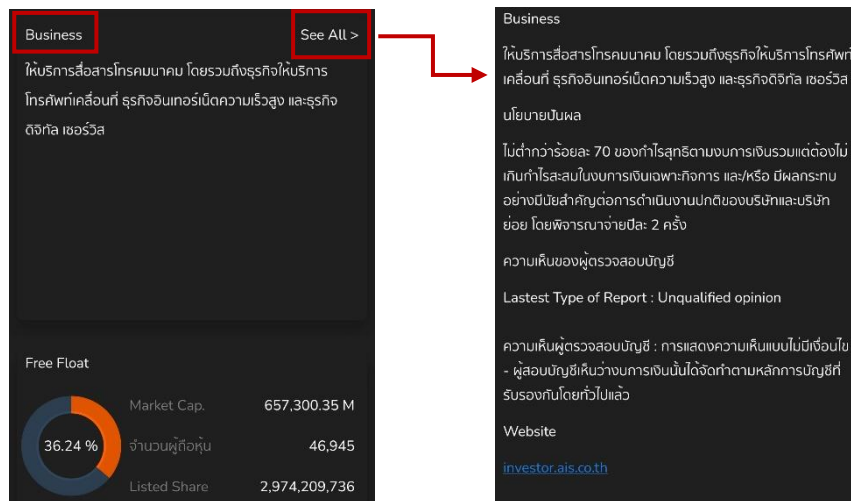 Business
See All >
ให้บริการสื่อสารโทรคมนาคม โดยรวมถึงธุรกิจให้บริการ
โทรศัพท์เคลื่อนที่ ธุรกิจอินเทอร์เน็ตความเร็วสูง และธุรกิจ
ดิจิทัล เซอร์วิส
Free Float
36.24 %
Market Cap.
657,300.35 M
จำนวนผู้ถือหุ้น
46,945
Listed Share
2,974,209,736
Business
ให้บริการสื่อสารโทรคมนาคม โดยรวมถึงธุรกิจให้บริการโทรศัพท์
เคลื่อนที่ ธุรกิจอินเทอร์เน็ตความเร็วสูง และธุรกิจดิจิทัล เซอร์วิส
นโยบายปันผล
ไม่ต่ำกว่าร้อยละ 70 ของกำไรสุทธิตามงบการเงินรวมแต่ต้องไม่
เกินกำไรสะสมในงบการเงินเฉพาะกิจการ และ/หรือ มีผลกระทบ
อย่างมีนัยสำคัญต่อการดำเนินงานปกติของบริษัทและบริษัท
ย่อย โดยพิจารณาจ่ายปีละ 2 ครั้ง
ความเห็นของผู้ตรวจสอบบัญชี
Lastest Type of Report : Unqualified opinion
ความเห็นผู้ตรวจสอบบัญชี : การแสดงความเห็นแบบไม่มีเงื่อนไข
- ผู้สอบบัญชีเห็นว่างบการเงินนั้นได้จัดทำตามหลักการบัญชีที่
รับรองกันโดยทั่วไปแล้ว
Website
investor.ais.co.th